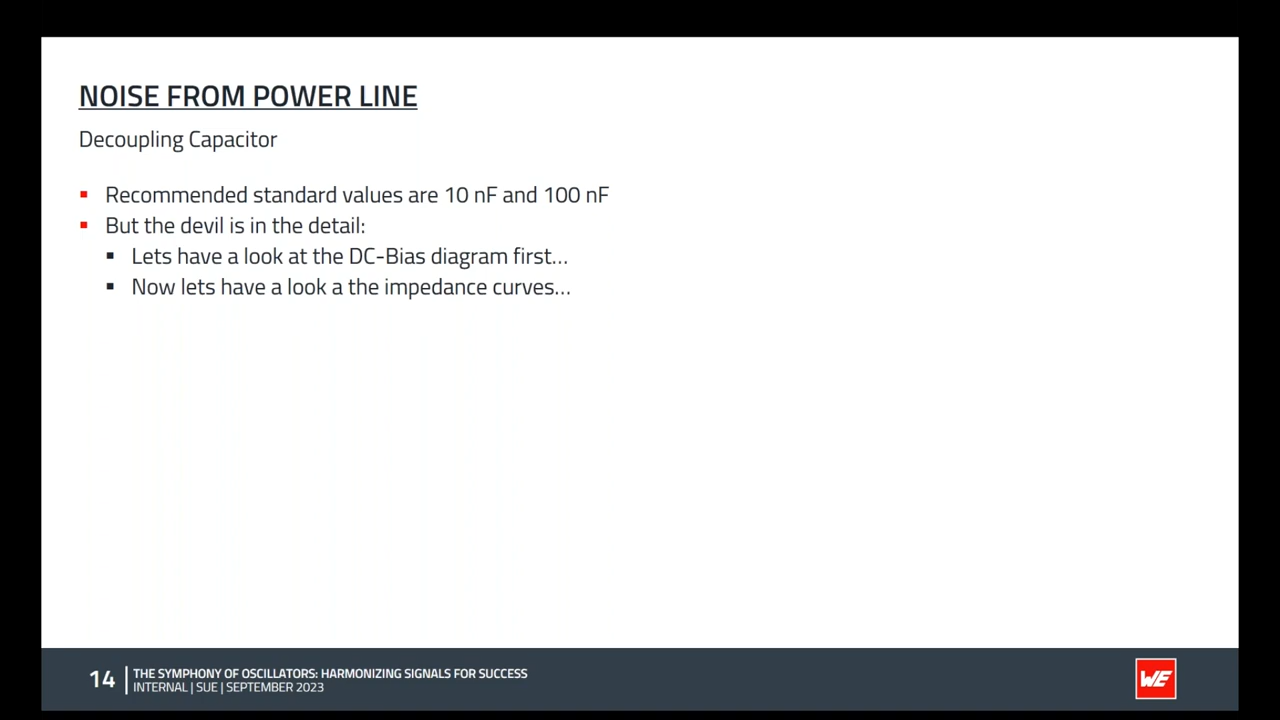 NOISE FROM POWER LINE
Decoupling Capacitor
Recommended standard values are 10 nF and 100 nF
But the devil is in the detail:
Lets have a look at the DC-Bias diagram first...
Now lets have a look a the impedance curves...
14
THE SYMPHONY OF OSCILLATORS: HARMONIZING SIGNALS FOR SUCCESS
INTERNAL | SUE | SEPTEMBER 2023
WE